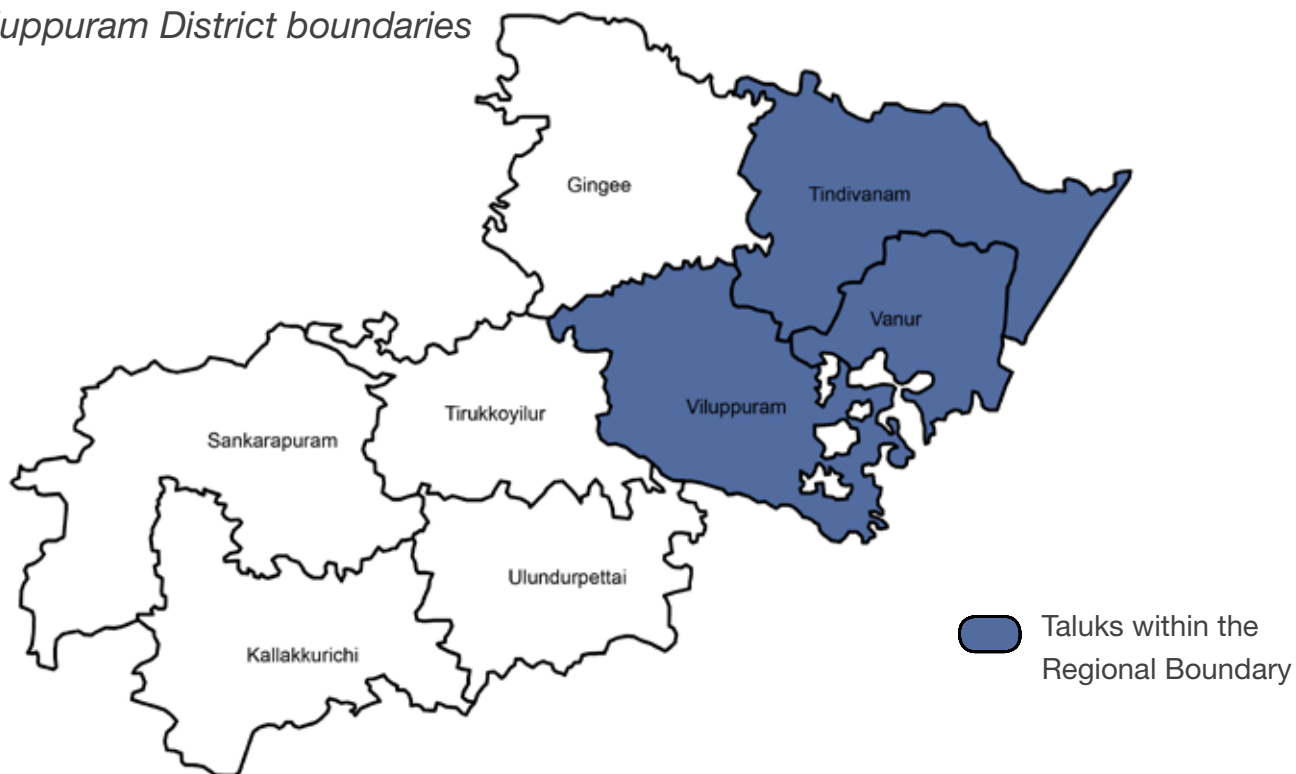 uppuram District boundaries
Gingee
Tindivanam
Vanur
Viluppuram
Tirukkoyilur
Sankarapuram
Ulundurpettai
Kallakkurichi
Taluks within the
Regional Boundary